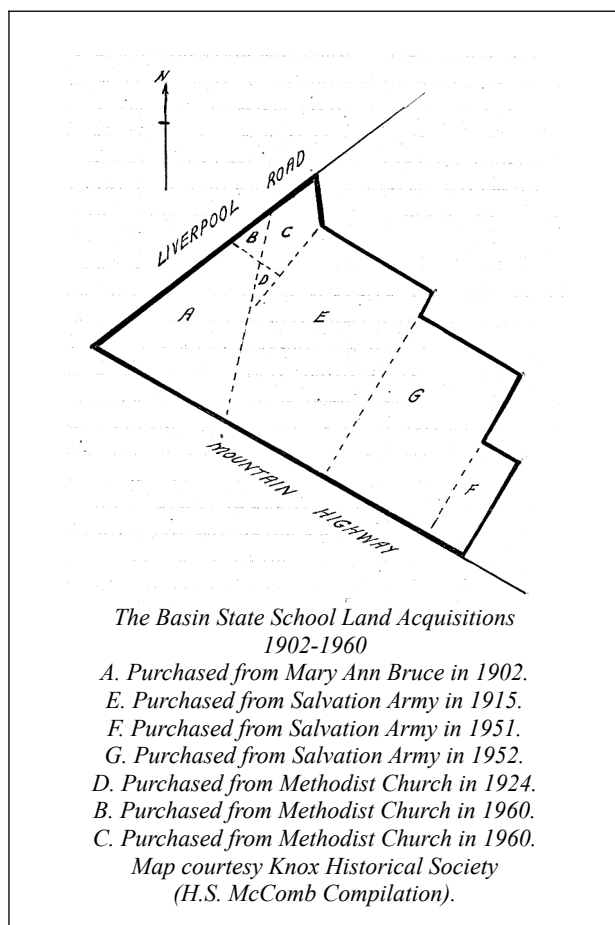 N
LIVERPOOL ROAD
B
C
D
A
E
G
F
MOUNTAIN HIGHWAY
The Basin State School Land Acquisitions
1902-1960
A. Purchased from Mary Ann Bruce in 1902.
E. Purchased from Salvation Army in 1915.
F. Purchased from Salvation Army in 1951.
G. Purchased from Salvation Army in 1952.
D. Purchased from Methodist Church in 1924.
B. Purchased from Methodist Church in 1960.
C. Purchased from Methodist Church in 1960.
Map courtesy Knox Historical Society
(H.S. McComb Compilation).